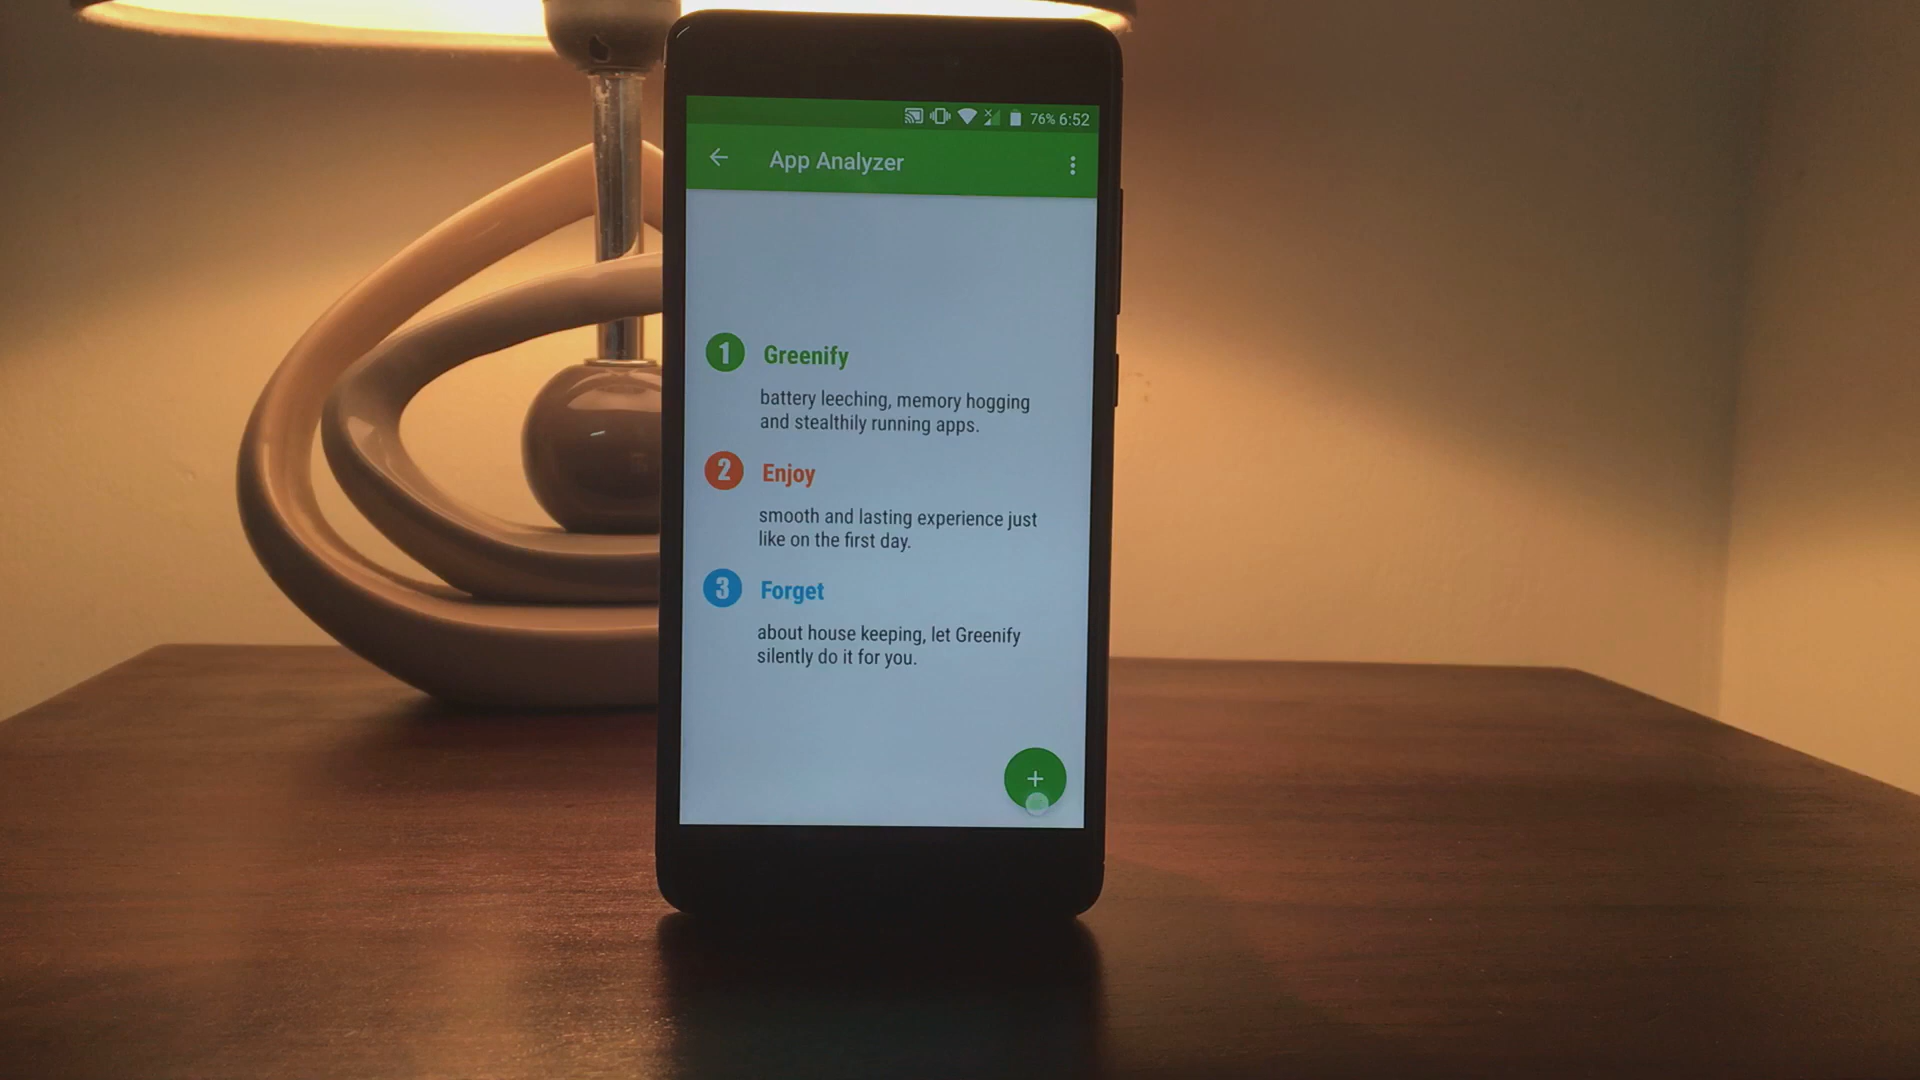 76% 6:52
App Analyzer
1 Greenify
battery leeching, memory hogging
and stealthily running apps.
2 Enjoy
smooth and lasting experience just
like on the first day.
3 Forget
about house keeping, let Greenify
silently do it for you.
+